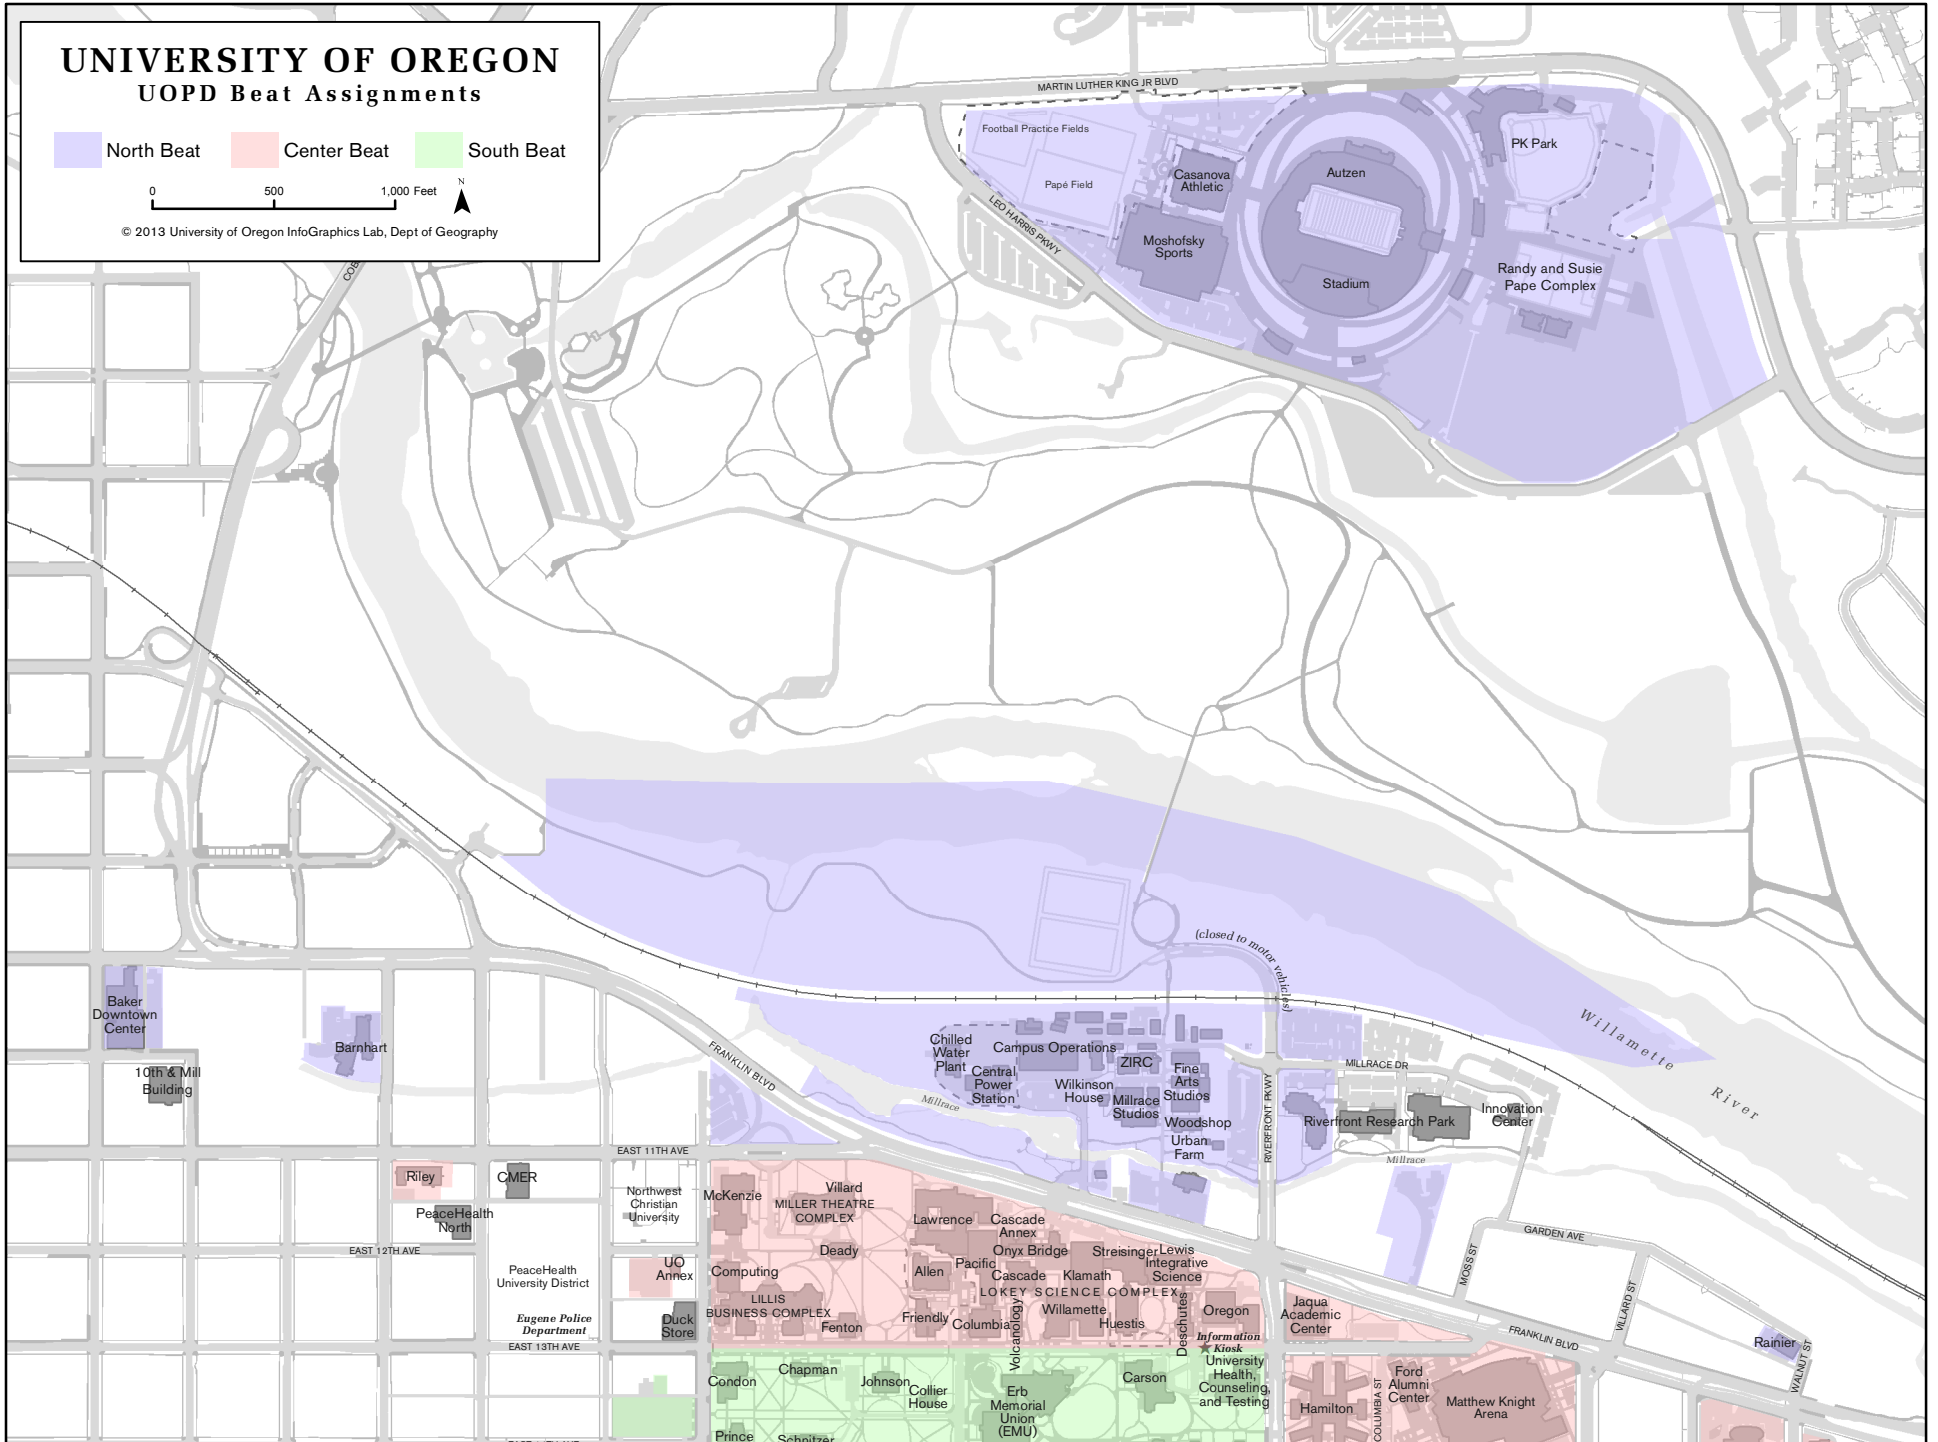 UNIVERSITY OF OREGON
UOPD Beat Assignments
North Beat
Center Beat
South Beat
0
500
1,000 Feet
N
© 2013 University of Oregon InfoGraphics Lab, Dept of Geography
MARTIN LUTHER KING JR BLVD
Football Practice Fields
Papé Field
LEO HARRIS PKWY
Casanova
Athletic
Moshofsky
Sports
Autzen
Stadium
PK Park
Randy and Susie
Pape Complex
(closed to motor vehicles)
Willamette River
Baker
Downtown
Center
10th & Mill
Building
Barnhart
FRANKLIN BLVD
Chilled
Water
Plant
Campus Operations
Central
Power
Station
Millrace
Wilkinson
House
ZIRC
Millrace
Studios
Fine
Arts
Studios
Woodshop
Urban
Farm
RIVERFRONT PKWY
MILLRACE DR
Riverfront Research Park
Innovation
Center
Millrace
EAST 11TH AVE
Riley
CMER
PeaceHealth
North
EAST 12TH AVE
Northwest
Christian
University
PeaceHealth
University District
UO
Annex
Eugene Police
Department
Duck
Store
EAST 13TH AVE
McKenzie
Villard
MILLER THEATRE
COMPLEX
Deady
Computing
LILLIS
BUSINESS COMPLEX
Fenton
Lawrence
Cascade
Annex
Onyx Bridge
Pacific
Allen
Cascade
Klamath
Streisinger
Lewis
Integrative
Science
LOKEY SCIENCE COMPLEX
Friendly
Columbia
Volcanology
Willamette
Huestis
Deschutes
Oregon
Information
Kiosk
Jaqua
Academic
Center
MOSS ST
GARDEN AVE
VILLARD ST
FRANKLIN BLVD
Rainier
WALNUT ST
Condon
Chapman
Johnson
Collier
House
Erb
Memorial
Union
(EMU)
Carson
University
Health,
Counseling,
and Testing
Hamilton
COLUMBIA ST
Ford
Alumni
Center
Matthew Knight
Arena
Prince
Schnitzer